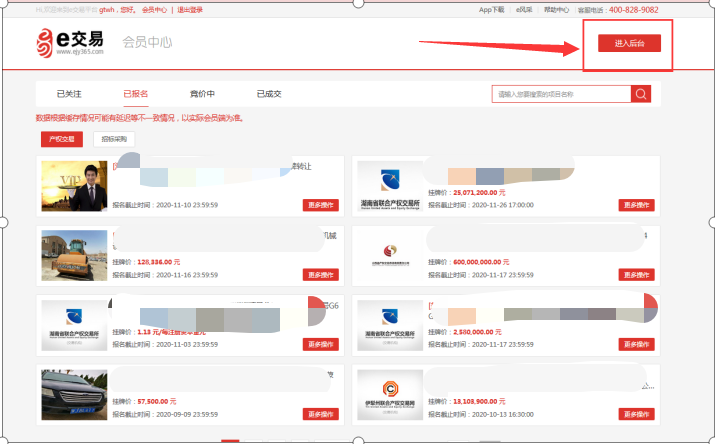 Hi,欢迎来到e交易平台 gtwh，您好。 会员中心 | 退出登录
App下载 | e风采 | 帮助中心 | 客服电话：400-828-9082
e交易
www.ejy365.com
会员中心
进入后台
已关注 已报名 竞价中 已成交
请输入您要搜索的项目名称
数据根据缓存情况可能有延迟等不一致情况，以实际会员端为准。
产权交易 招标采购
转让
报名截止时间：2020-11-10 23:59:59
更多操作
湖南省联合产权交易所
挂牌价：25,071,200.00 元
报名截止时间：2020-11-26 17:00:00
更多操作
机械
挂牌价：128,336.00 元
报名截止时间：2020-11-16 23:59:59
更多操作
4
挂牌价：600,000,000.00 元
报名截止时间：2020-11-17 23:59:59
更多操作
G6
湖南省联合产权交易所
挂牌价：1.13 元/每注册资本金元
报名截止时间：2020-11-03 23:59:59
更多操作
湖南省联合产权交易所
挂牌价：2,580,000.00 元
报名截止时间：2020-11-17 23:59:59
更多操作
挂牌价：57,500.00 元
报名截止时间：2020-09-09 23:59:59
更多操作
公...
伊犁州联合产权交易网
挂牌价：13,103,900.00 元
报名截止时间：2020-10-13 16:30:00
更多操作